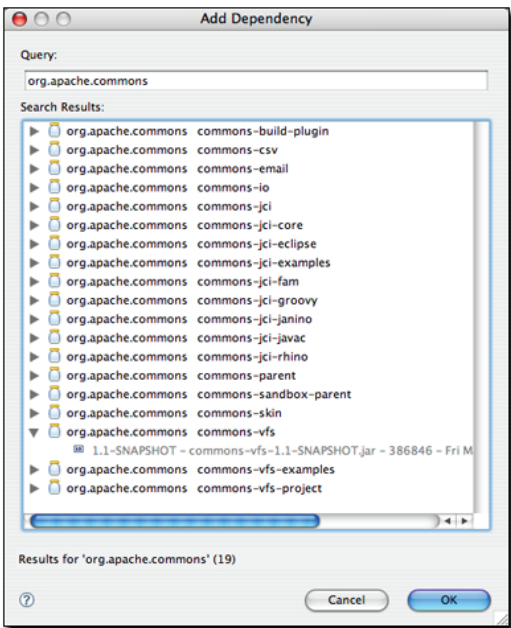 Add Dependency
Query:
org.apache.commons
Search Results:
org.apache.commons commons-build-plugin
org.apache.commons commons-csv
org.apache.commons commons-email
org.apache.commons commons-io
org.apache.commons commons-jci
org.apache.commons commons-jci-core
org.apache.commons commons-jci-eclipse
org.apache.commons commons-jci-examples
org.apache.commons commons-jci-fam
org.apache.commons commons-jci-groovy
org.apache.commons commons-jci-janino
org.apache.commons commons-jci-javac
org.apache.commons commons-jci-rhino
org.apache.commons commons-parent
org.apache.commons commons-sandbox-parent
org.apache.commons commons-skin
org.apache.commons commons-vfs
1.1-SNAPSHOT - commons-vfs-1.1-SNAPSHOT.jar - 386846 - Fri M
org.apache.commons commons-vfs-examples
org.apache.commons commons-vfs-project
Results for 'org.apache.commons' (19)
? Cancel OK